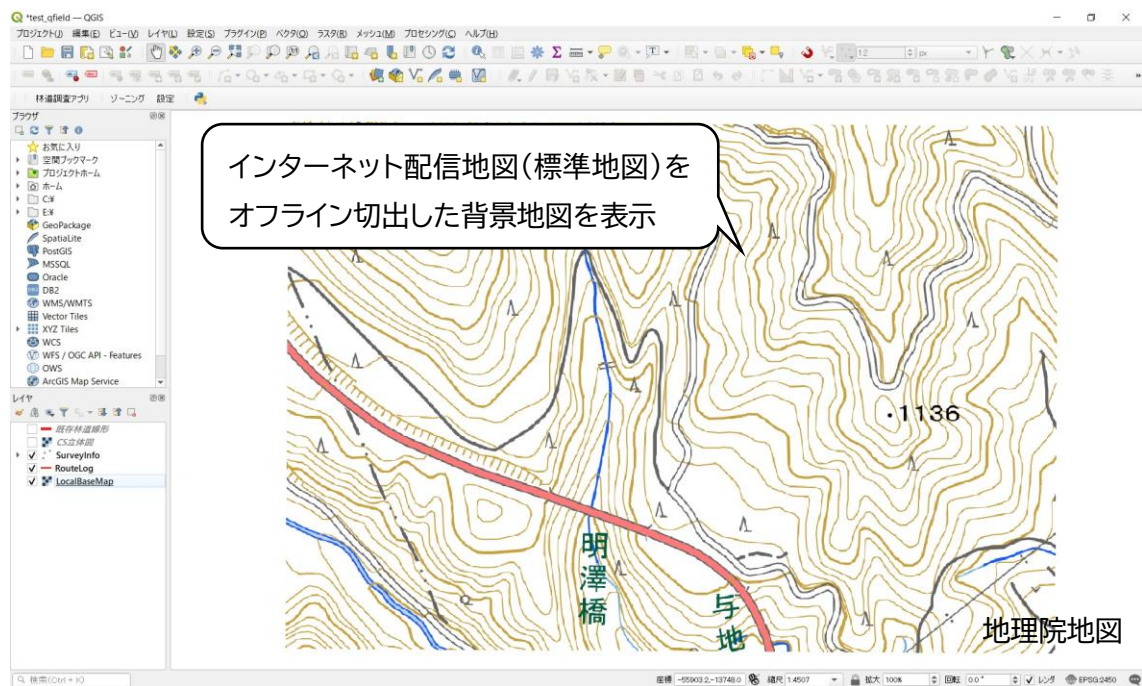 *test_qfield — QGIS
プロジェクト(J) 編集(E) ビュー(V) レイヤ(L) 設定(S) プラグイン(P) ベクタ(O) ラスタ(R) メッシュ(M) プロセシング(C) ヘルプ(H)
12 px
林道調査アプリ ゾーニング 設定
ブラウザ
お気に入り
空間ブックマーク
プロジェクトホーム
ホーム
C:¥
E:¥
GeoPackage
SpatiaLite
PostGIS
MSSQL
Oracle
DB2
WMS/WMTS
Vector Tiles
XYZ Tiles
WCS
WFS / OGC API - Features
OWS
ArcGIS Map Service
レイヤ
既存林道線形
CS立体図
SurveyInfo
RouteLog
LocalBaseMap
インターネット配信地図(標準地図)を
オフライン切出した背景地図を表示
・1136
明澤橋
与地
地理院地図
検索(Ctrl + K)
座標 -55903.2,-13748.0 縮尺 1:4507 拡大 100% 回転 0.0° レンダ EPSG:2450